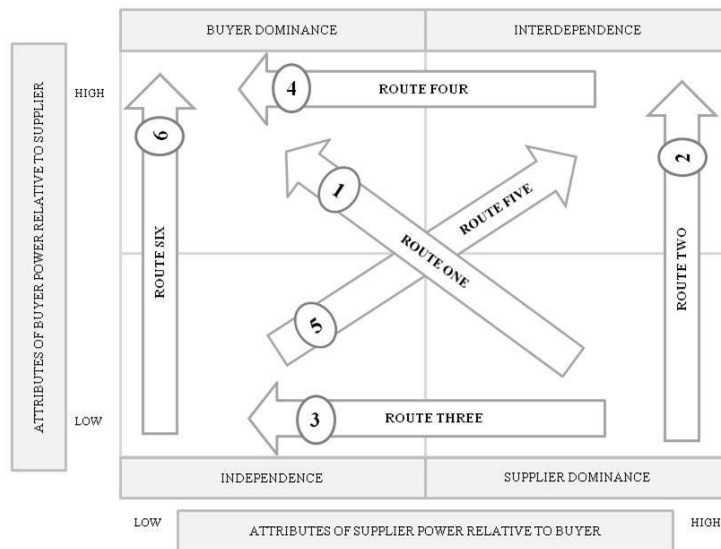 BUYER DOMINANCE
INTERDEPENDENCE
ATTRIBUTES OF BUYER POWER RELATIVE TO SUPPLIER
HIGH
LOW
4
ROUTE FOUR
6
ROUTE SIX
1
ROUTE ONE
ROUTE FIVE
5
2
ROUTE TWO
3
ROUTE THREE
INDEPENDENCE
SUPPLIER DOMINANCE
LOW
ATTRIBUTES OF SUPPLIER POWER RELATIVE TO BUYER
HIGH